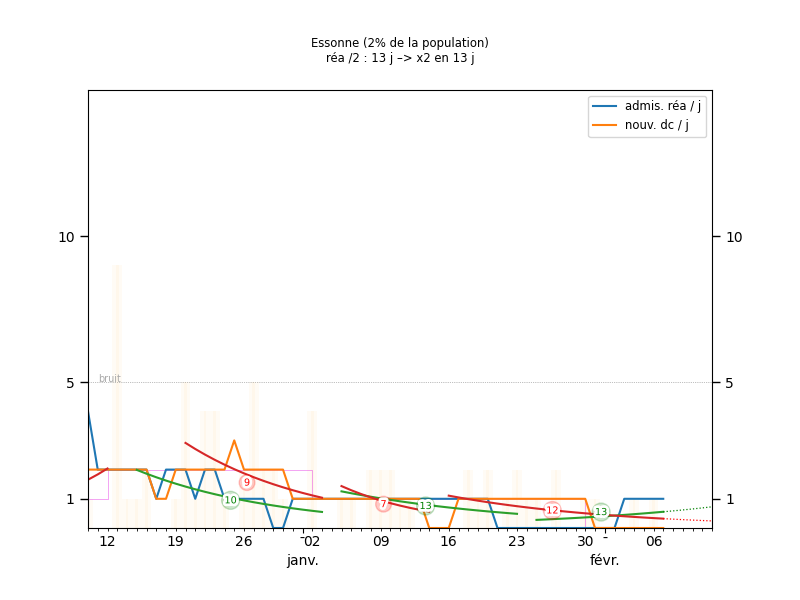 Essonne (2% de la population)
réa /2 : 13 j –> x2 en 13 j
admis. réa / j
nouv. dc / j
10 10
bruit
5 5
9
10
7
13
12
13
1 1
12 19 26 02 09 16 23 30 06
janv. févr.